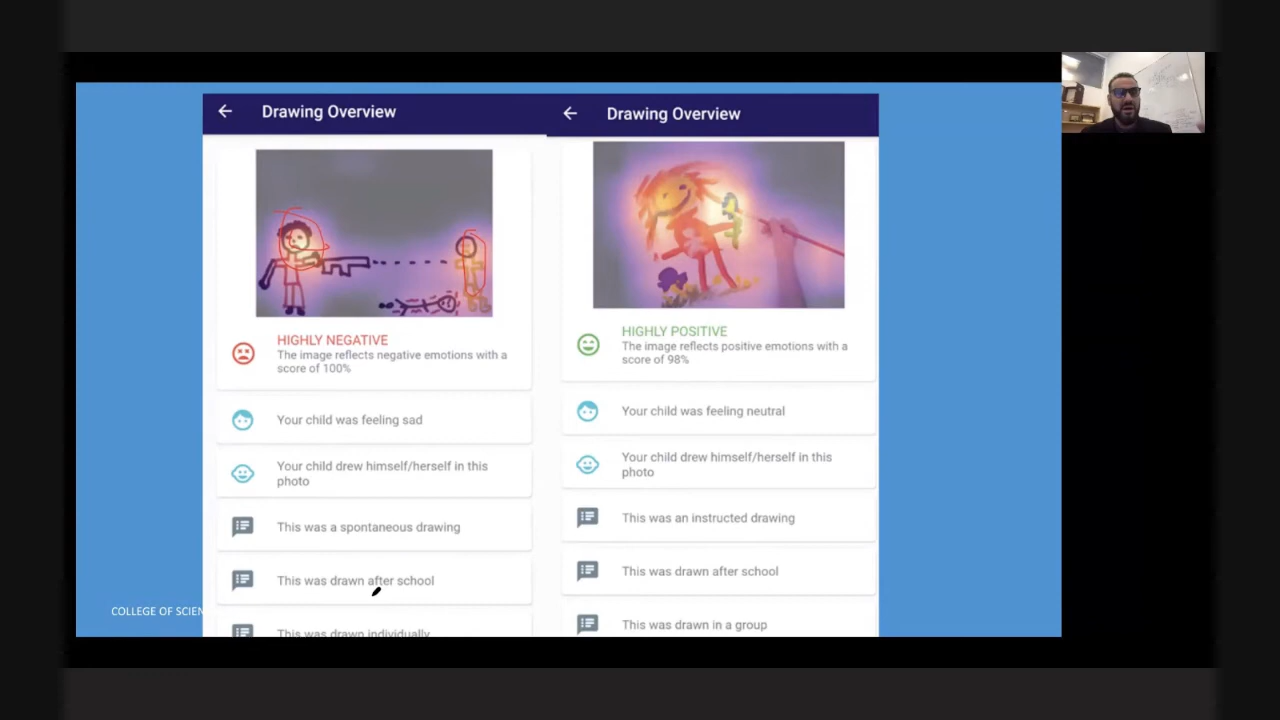 Drawing Overview
HIGHLY NEGATIVE
The image reflects negative emotions with a
score of 100%
Your child was feeling sad
Your child drew himself/herself in this
photo
This was a spontaneous drawing
This was drawn after school
This was drawn individually
Drawing Overview
HIGHLY POSITIVE
The image reflects positive emotions with a
score of 98%
Your child was feeling neutral
Your child drew himself/herself in this
photo
This was an instructed drawing
This was drawn after school
This was drawn in a group
COLLEGE OF SCIEN